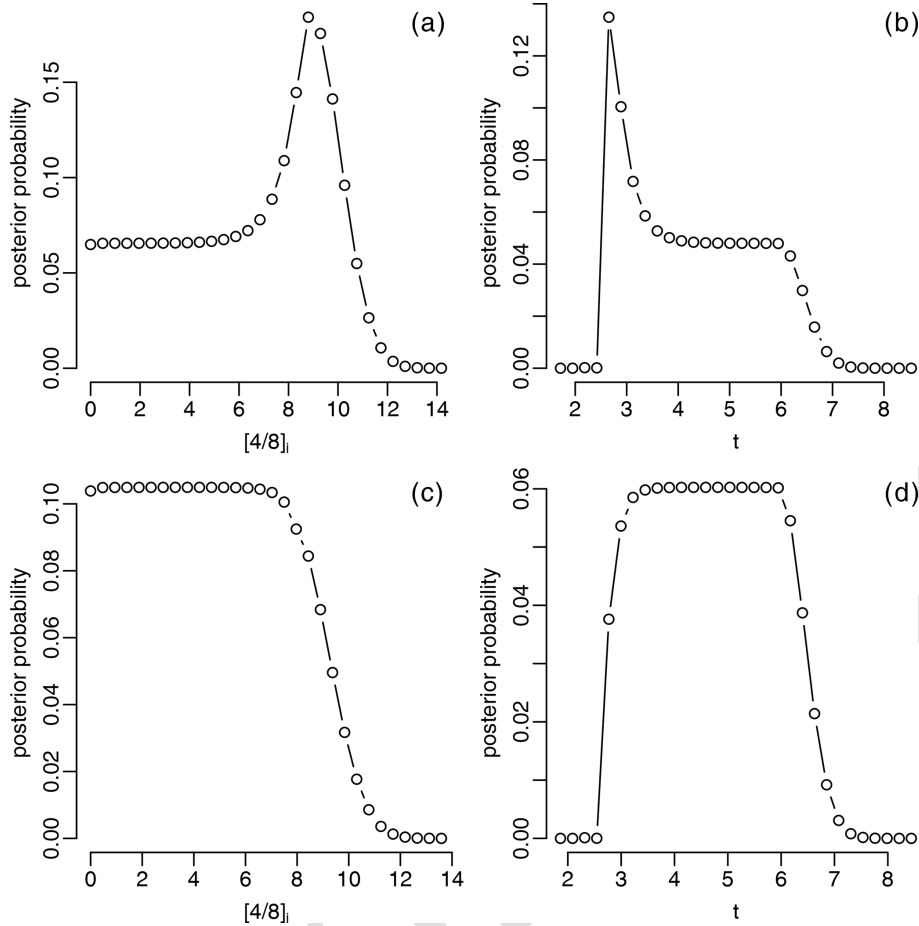 (a)
posterior probability
0.00 0.05 0.10 0.15
0 2 4 6 8 10 12 14
[4/8]i
(b)
posterior probability
0.00 0.04 0.08 0.12
2 3 4 5 6 7 8
t
(c)
posterior probability
0.00 0.02 0.04 0.06 0.08 0.10
0 2 4 6 8 10 12 14
[4/8]i
(d)
posterior probability
0.00 0.02 0.04 0.06
2 3 4 5 6 7 8
t